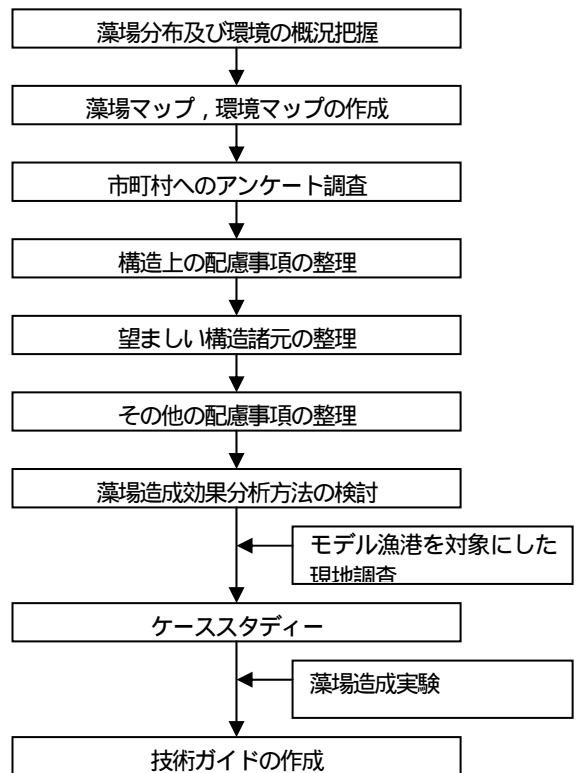 藻場分布及び環境の概況把握
藻場マップ，環境マップの作成
市町村へのアンケート調査
構造上の配慮事項の整理
望ましい構造諸元の整理
その他の配慮事項の整理
藻場造成効果分析方法の検討
モデル漁港を対象にした
現地調査
ケーススタディー
藻場造成実験
技術ガイドの作成